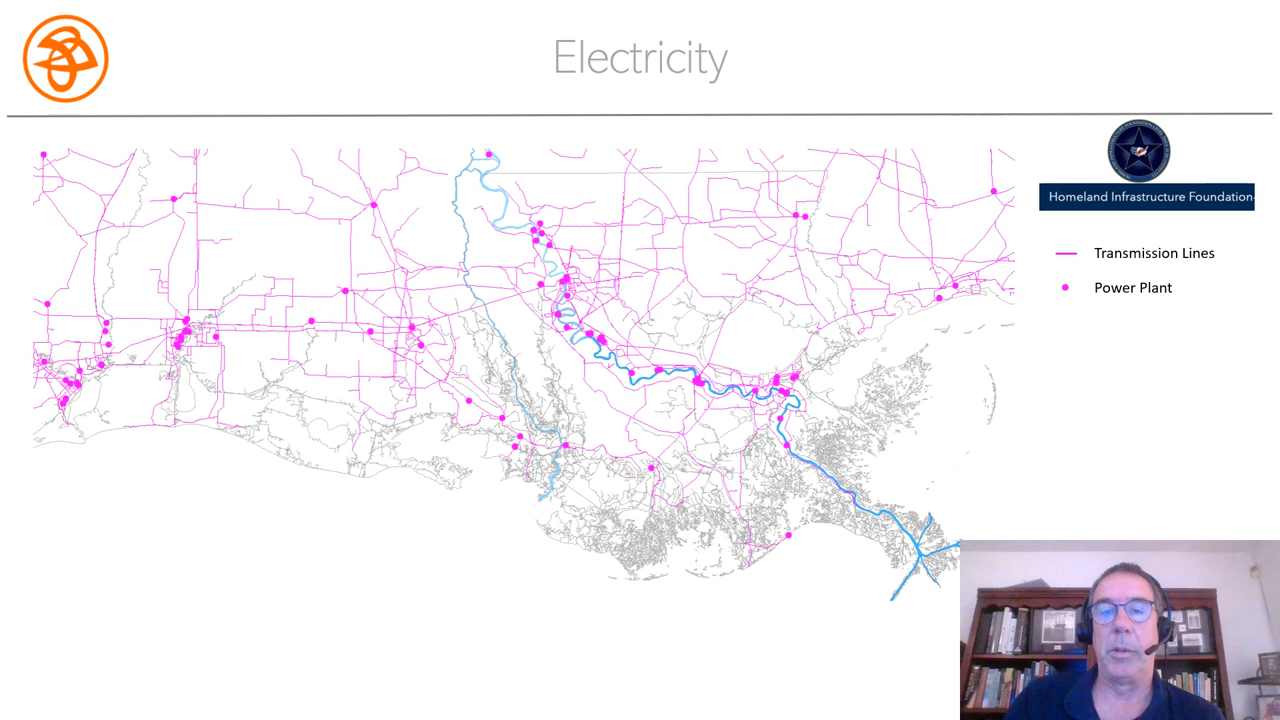 Electricity
Homeland Infrastructure Foundation-
Transmission Lines
Power Plant